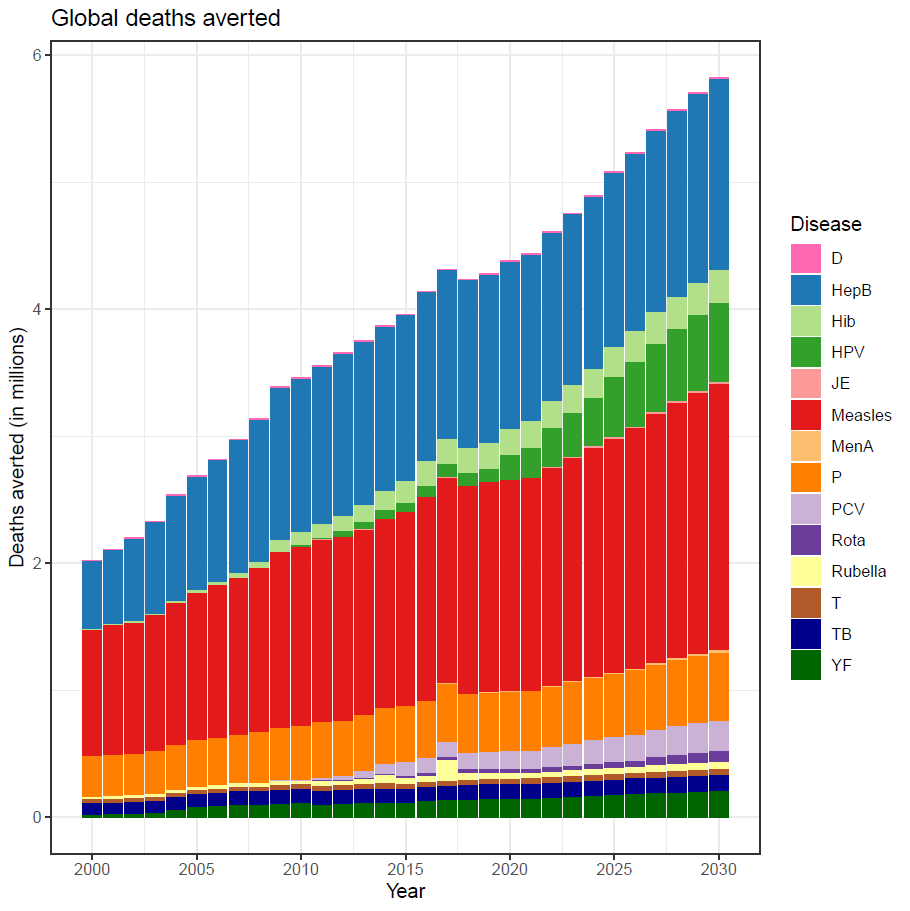 Global deaths averted
Deaths averted (in millions)
6
4
2
0
2000 2005 2010 2015 2020 2025 2030
Year
Disease
D
HepB
Hib
HPV
JE
Measles
MenA
P
PCV
Rota
Rubella
T
TB
YF